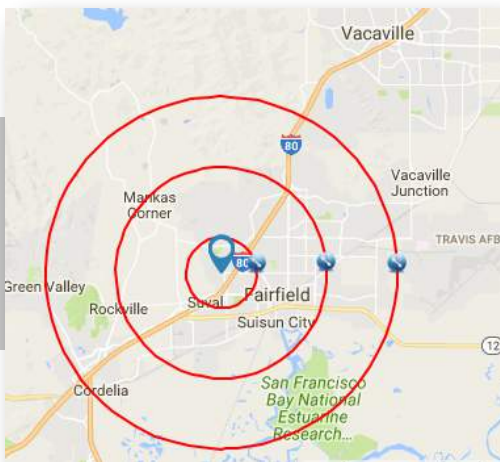 Vacaville
80
Vacaville
Junction
Mankas
Corner
TRAVIS AFB
80
Green Valley
Fairfield
Rockville
Suval
Suisun City
Cordelia
San Francisco
Bay National
Estuarine
Research...